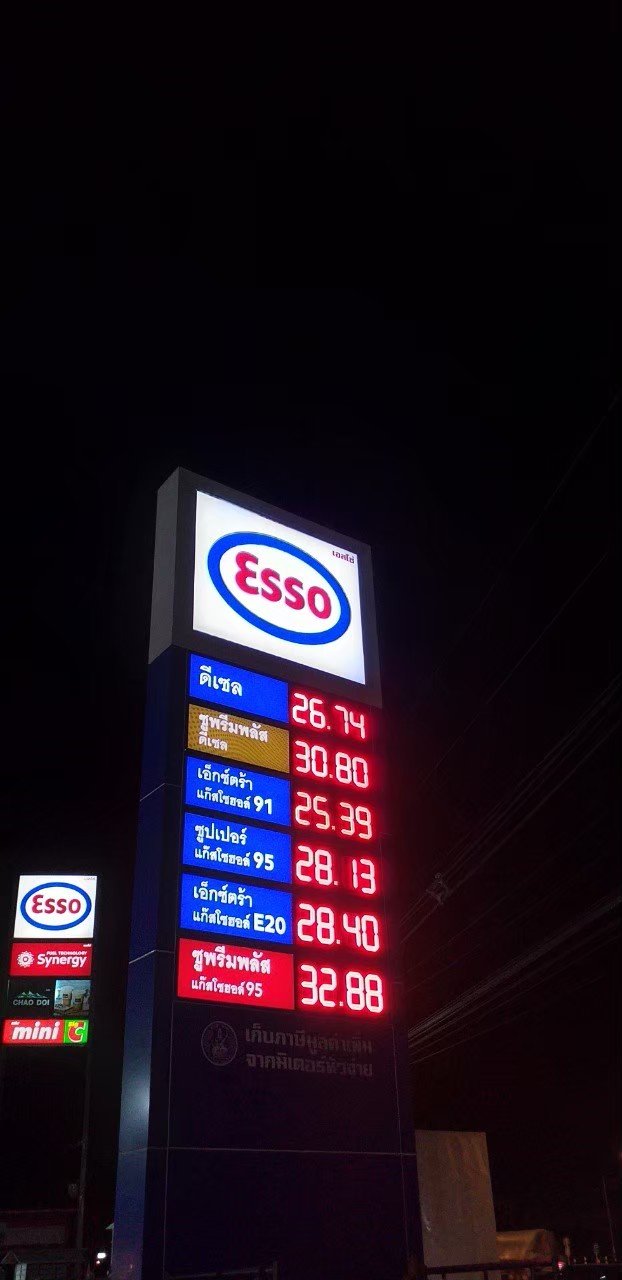 เอสโซ่
Esso
ดีเซล
26.74
ซูพรีมพลัส
ดีเซล
30.80
เอ็กซ์ตร้า
แก๊สโซฮอล์ 91
25.39
ซูปเปอร์
แก๊สโซฮอล์ 95
28.13
เอ็กซ์ตร้า
แก๊สโซฮอล์ E20
28.40
ซูพรีมพลัส
แก๊สโซฮอล์ 95
32.88
เก็บภาษีมูลค่าเพิ่ม
จากมิเตอร์หัวจ่าย
Esso
FUEL TECHNOLOGY
Synergy
CHAO DOI
mini